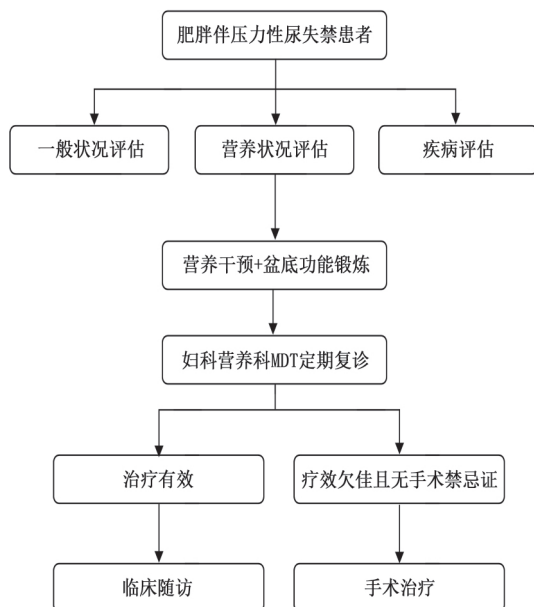 肥胖伴压力性尿失禁患者
一般状况评估
营养状况评估
疾病评估
营养干预+盆底功能锻炼
妇科营养科MDT定期复诊
治疗有效
疗效欠佳且无手术禁忌证
临床随访
手术治疗